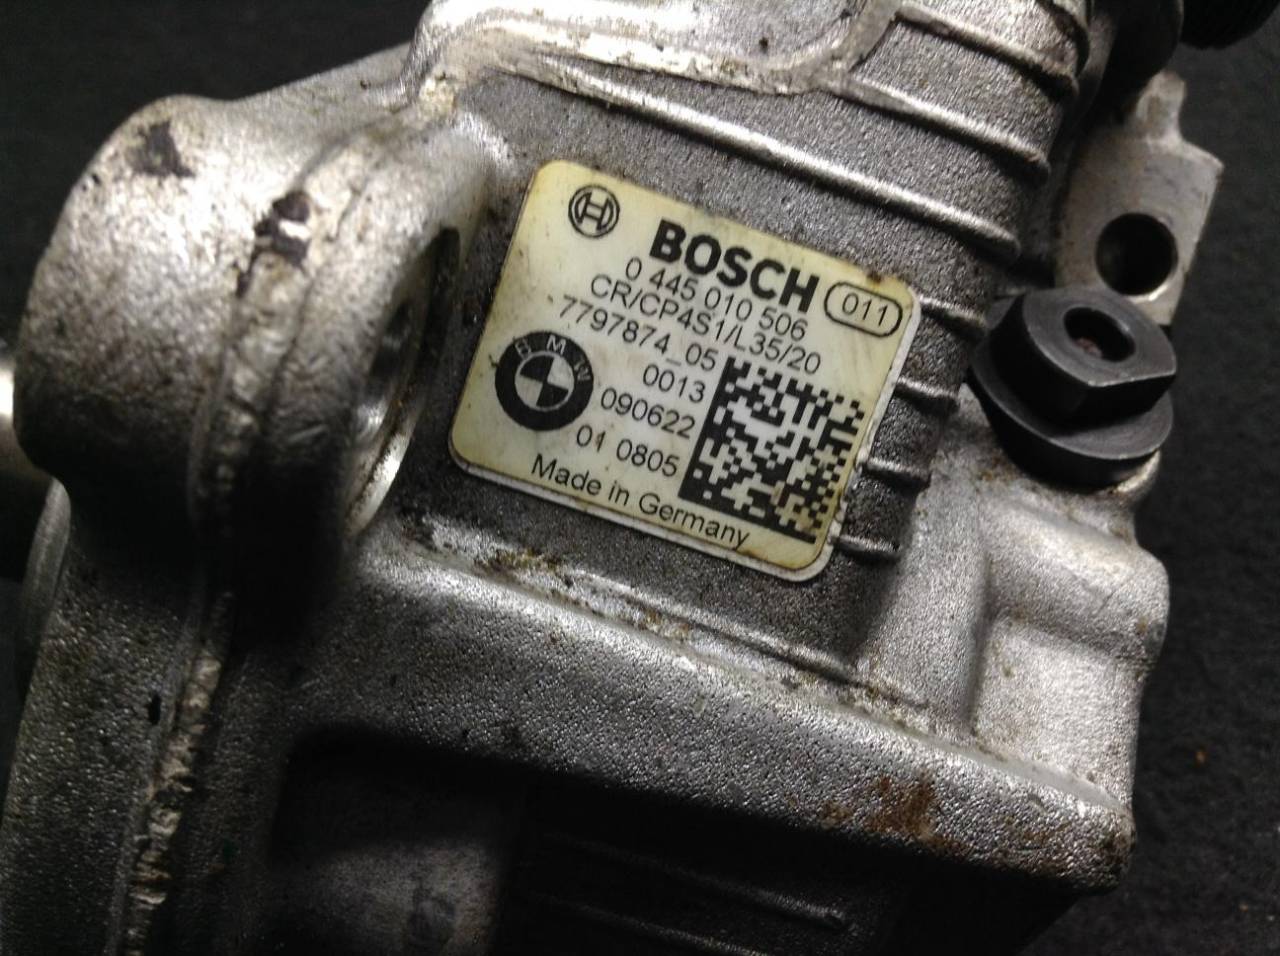 BOSCH 011
0 445 010 506
CR/CP4S1/L35/20
7797874_05
BMW
0013
090622
01 0805
Made in Germany